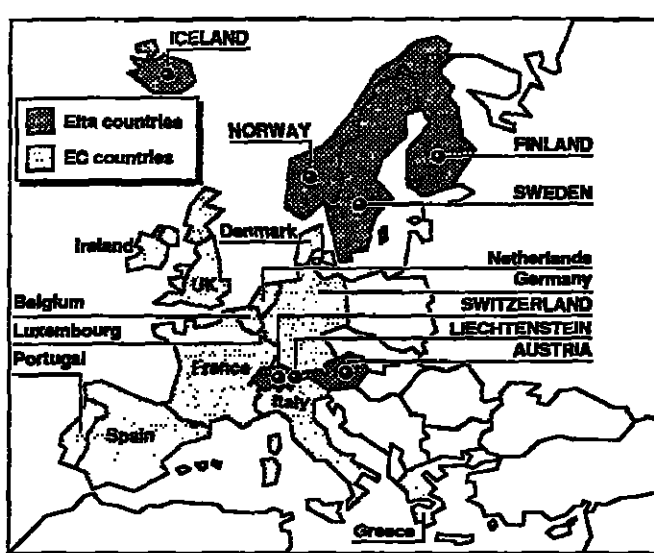 ICELAND
Efta countries
EC countries
NORWAY
FINLAND
SWEDEN
Ireland
Denmark
UK
Netherlands
Germany
Belgium
SWITZERLAND
Luxembourg
LIECHTENSTEIN
Portugal
AUSTRIA
France
Italy
Spain
Greece